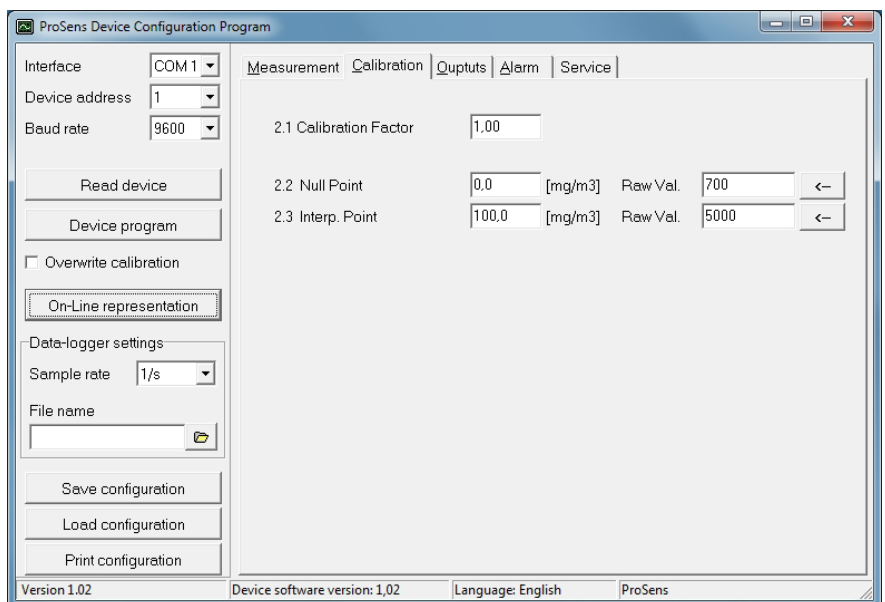 ProSens Device Configuration Program
Interface COM 1
Device address 1
Baud rate 9600
Read device
Device program
Overwrite calibration
On-Line representation
Data-logger settings
Sample rate 1/s
File name
Save configuration
Load configuration
Print configuration
Measurement Calibration Ouptuts Alarm Service
2.1 Calibration Factor 1,00
2.2 Null Point 0,0 [mg/m3] Raw Val. 700 <--
2.3 Interp. Point 100,0 [mg/m3] Raw Val. 5000 <--
Version 1.02 Device software version: 1,02 Language: English ProSens